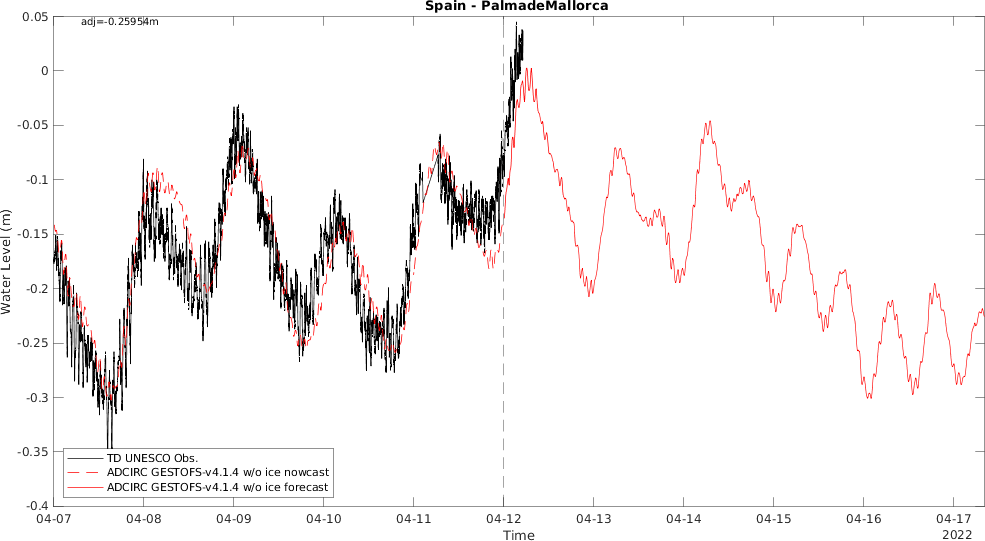 Spain - PalmadeMallorca
adj=-0.25954m
0.05
0
-0.05
-0.1
-0.15
-0.2
-0.25
-0.3
-0.35
-0.4
Water Level (m)
TD UNESCO Obs.
ADCIRC GESTOFS-v4.1.4 w/o ice nowcast
ADCIRC GESTOFS-v4.1.4 w/o ice forecast
04-07 04-08 04-09 04-10 04-11 04-12 04-13 04-14 04-15 04-16 04-17
2022
Time